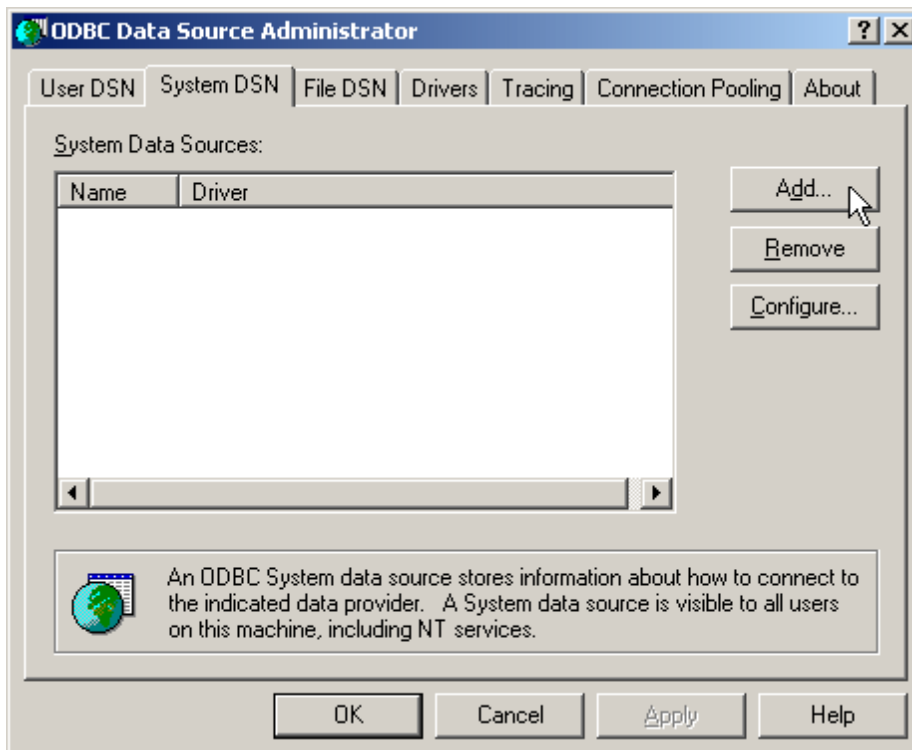 ODBC Data Source Administrator
User DSN System DSN File DSN Drivers Tracing Connection Pooling About
System Data Sources:
Name Driver
Add...
Remove
Configure...
An ODBC System data source stores information about how to connect to
the indicated data provider. A System data source is visible to all users
on this machine, including NT services.
OK Cancel Apply Help